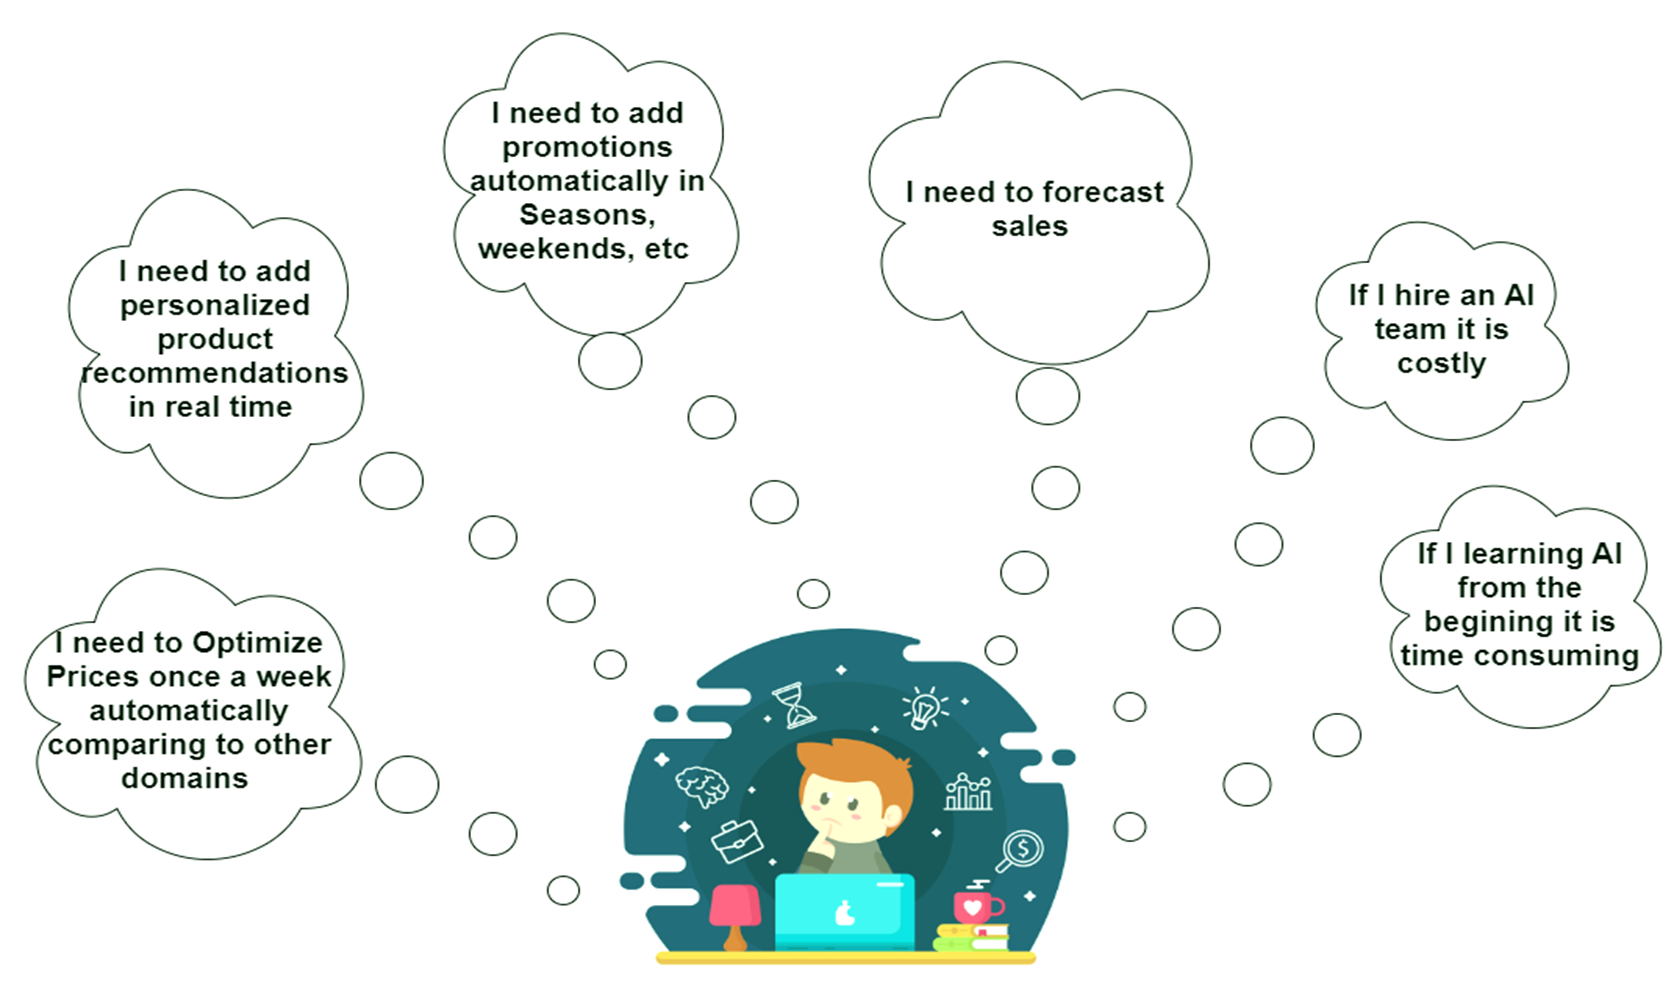 I need to add
promotions
automatically in
Seasons,
weekends, etc
I need to forecast
sales
I need to add
personalized
product
recommendations
in real time
If I hire an AI
team it is
costly
If I learning AI
from the
begining it is
time consuming
I need to Optimize
Prices once a week
automatically
comparing to other
domains
$